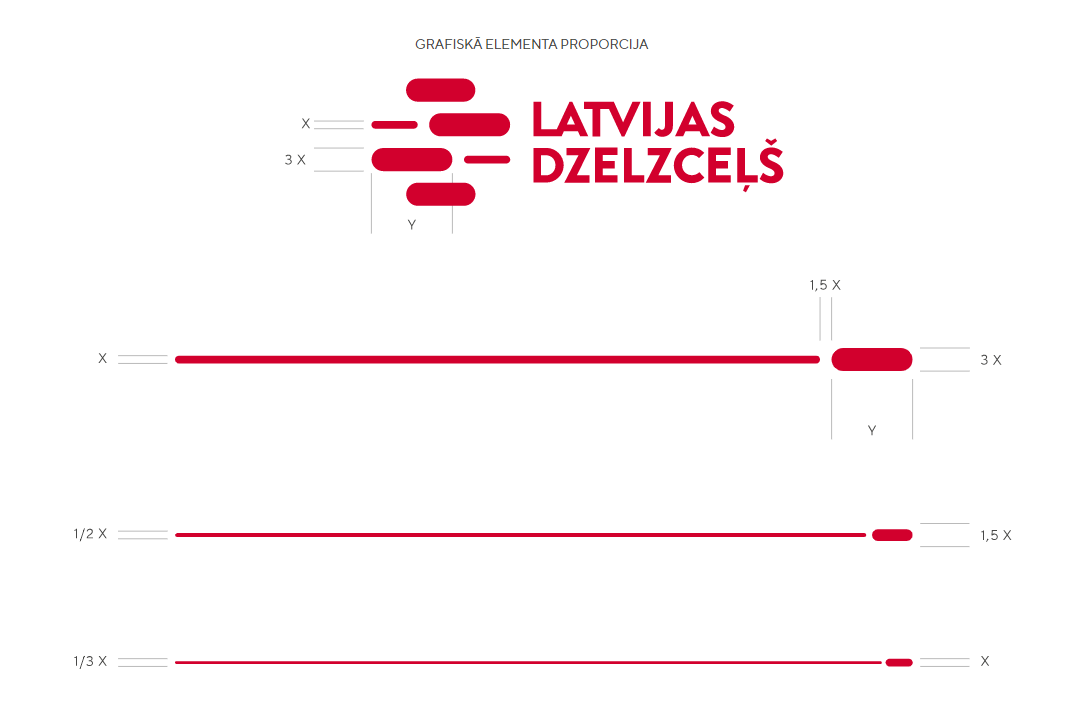 GRAFISKĀ ELEMENTA PROPORCIJA
LATVIJAS
DZELZCEĻŠ
X
3 X
Y
1,5 X
X
3 X
Y
1/2 X
1,5 X
1/3 X
X